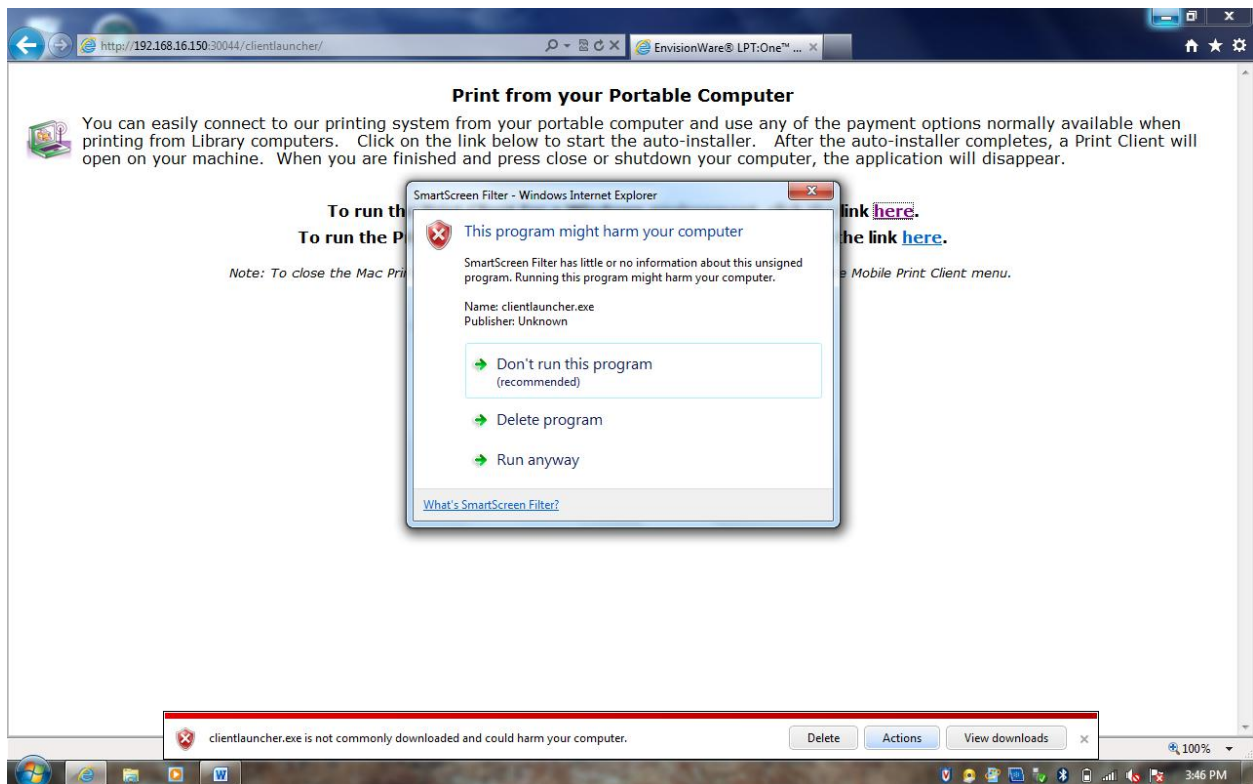 http://192.168.16.150:30044/clientlauncher/
EnvisionWare® LPT:One™ ...
Print from your Portable Computer
You can easily connect to our printing system from your portable computer and use any of the payment options normally available when
printing from Library computers. Click on the link below to start the auto-installer. After the auto-installer completes, a Print Client will
open on your machine. When you are finished and press close or shutdown your computer, the application will disappear.
SmartScreen Filter - Windows Internet Explorer
To run th
link here.
This program might harm your computer
To run the P
the link here.
SmartScreen Filter has little or no information about this unsigned
program. Running this program might harm your computer.
Note: To close the Mac Pri
Mobile Print Client menu.
Name: clientlauncher.exe
Publisher: Unknown
Don't run this program
(recommended)
Delete program
Run anyway
What's SmartScreen Filter?
clientlauncher.exe is not commonly downloaded and could harm your computer.
Delete
Actions
View downloads
100%
3:46 PM